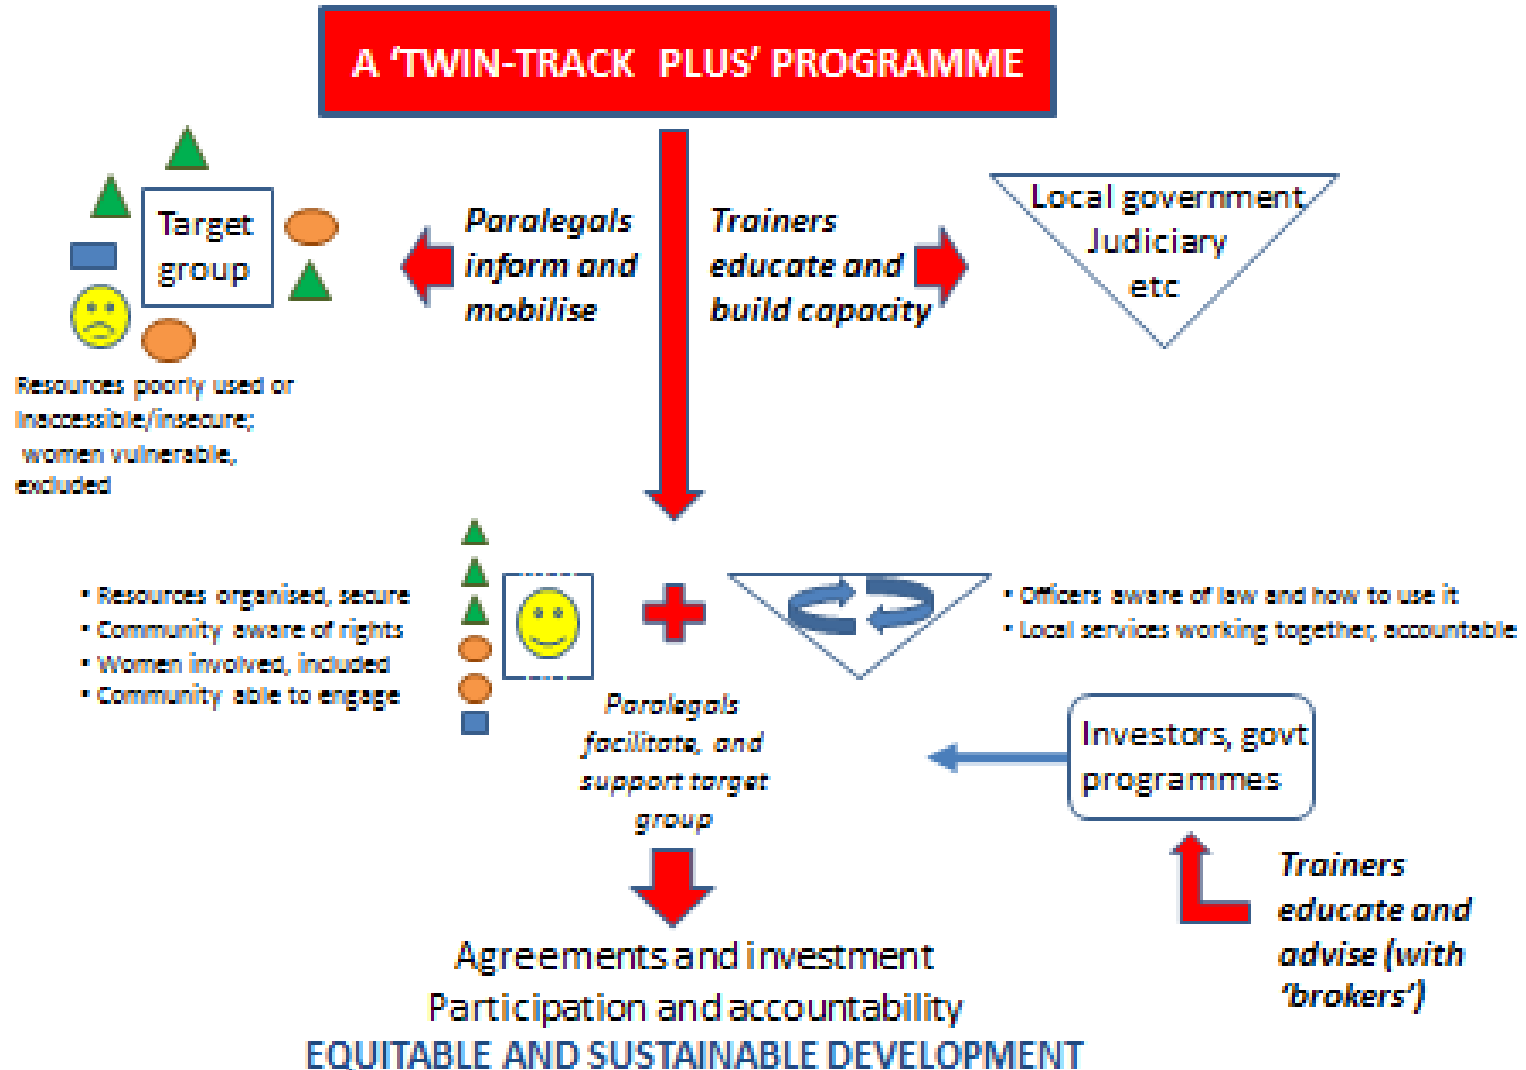 A ‘TWIN-TRACK PLUS’ PROGRAMME
Target
group
Resources poorly used or
inaccessible/insecure;
women vulnerable,
excluded
Paralegals
inform and
mobilise
Trainers
educate and
build capacity
Local government,
Judiciary
etc
• Resources organised, secure
• Community aware of rights
• Women involved, included
• Community able to engage
• Officers aware of law and how to use it
• Local services working together, accountable
Paralegals
facilitate, and
support target
group
Investors, govt
programmes
Trainers
educate and
advise (with
‘brokers’)
Agreements and investment
Participation and accountability
EQUITABLE AND SUSTAINABLE DEVELOPMENT